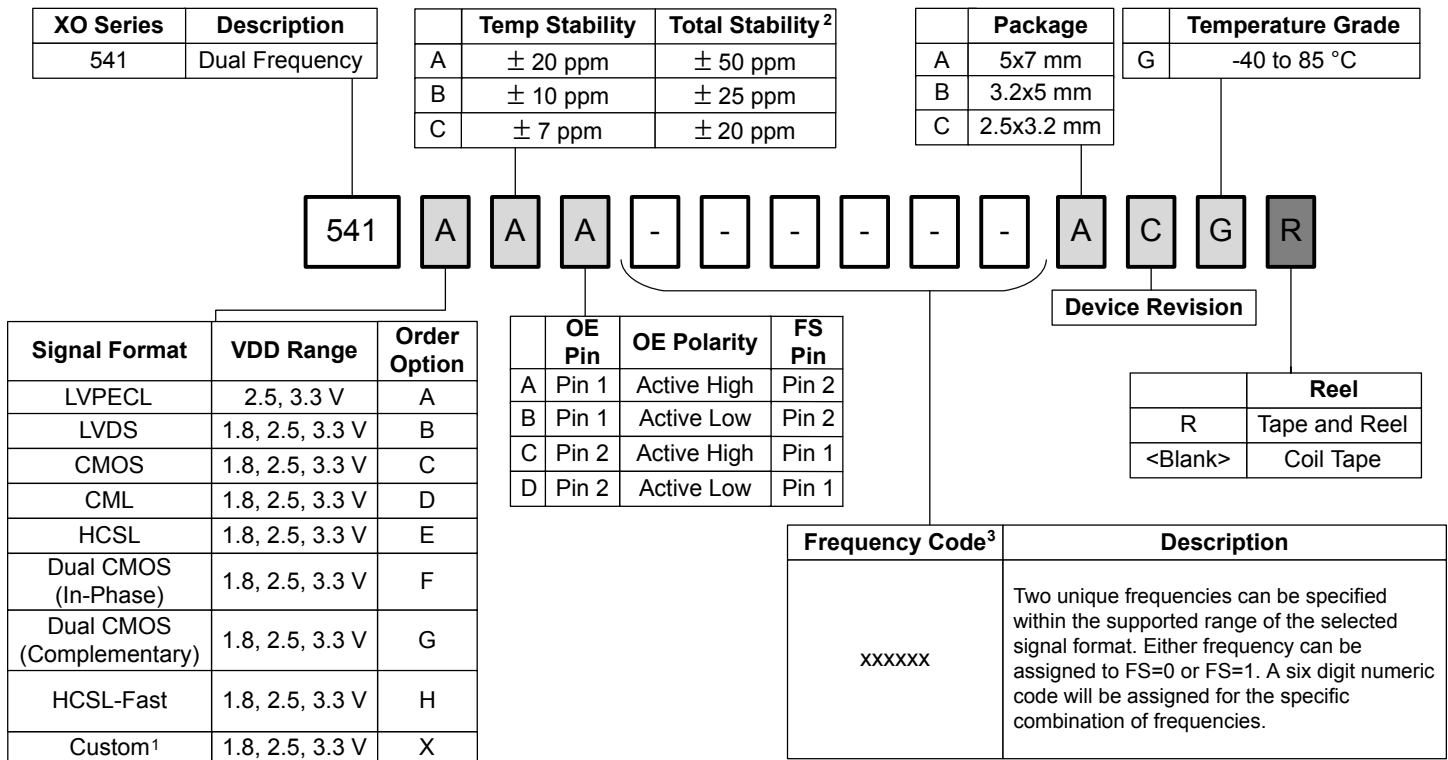 XO Series Description
541 Dual Frequency
Temp Stability Total Stability 2
A ± 20 ppm ± 50 ppm
B ± 10 ppm ± 25 ppm
C ± 7 ppm ± 20 ppm
Package
A 5x7 mm
B 3.2x5 mm
C 2.5x3.2 mm
Temperature Grade
G -40 to 85 °C
541 A A A - - - - - - A C G R
Device Revision
Signal Format VDD Range Order
Option
LVPECL 2.5, 3.3 V A
LVDS 1.8, 2.5, 3.3 V B
CMOS 1.8, 2.5, 3.3 V C
CML 1.8, 2.5, 3.3 V D
HCSL 1.8, 2.5, 3.3 V E
Dual CMOS
(In-Phase) 1.8, 2.5, 3.3 V F
Dual CMOS
(Complementary) 1.8, 2.5, 3.3 V G
HCSL-Fast 1.8, 2.5, 3.3 V H
Custom1 1.8, 2.5, 3.3 V X
OE
Pin OE Polarity FS
Pin
A Pin 1 Active High Pin 2
B Pin 1 Active Low Pin 2
C Pin 2 Active High Pin 1
D Pin 2 Active Low Pin 1
Reel
R Tape and Reel
<Blank> Coil Tape
Frequency Code3 Description
xxxxxx
Two unique frequencies can be specified
within the supported range of the selected
signal format. Either frequency can be
assigned to FS=0 or FS=1. A six digit numeric
code will be assigned for the specific
combination of frequencies.